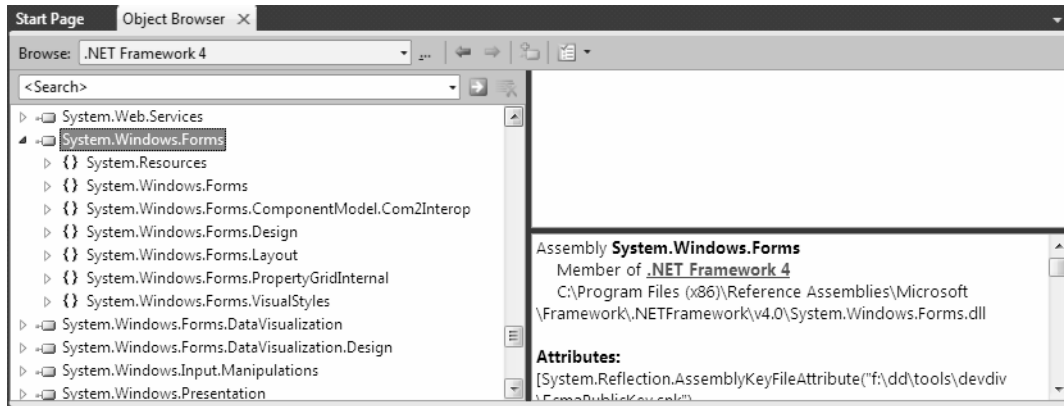 Start Page Object Browser
Browse: .NET Framework 4 ...
<Search>
System.Web.Services
System.Windows.Forms
{} System.Resources
{} System.Windows.Forms
{} System.Windows.Forms.ComponentModel.Com2Interop
{} System.Windows.Forms.Design
{} System.Windows.Forms.Layout
{} System.Windows.Forms.PropertyGridInternal
{} System.Windows.Forms.VisualStyles
System.Windows.Forms.DataVisualization
System.Windows.Forms.DataVisualization.Design
System.Windows.Input.Manipulations
System.Windows.Presentation
Assembly System.Windows.Forms
Member of .NET Framework 4
C:\Program Files (x86)\Reference Assemblies\Microsoft
\Framework\.NETFramework\v4.0\System.Windows.Forms.dll
Attributes:
[System.Reflection.AssemblyKeyFileAttribute("f:\dd\tools\devdiv